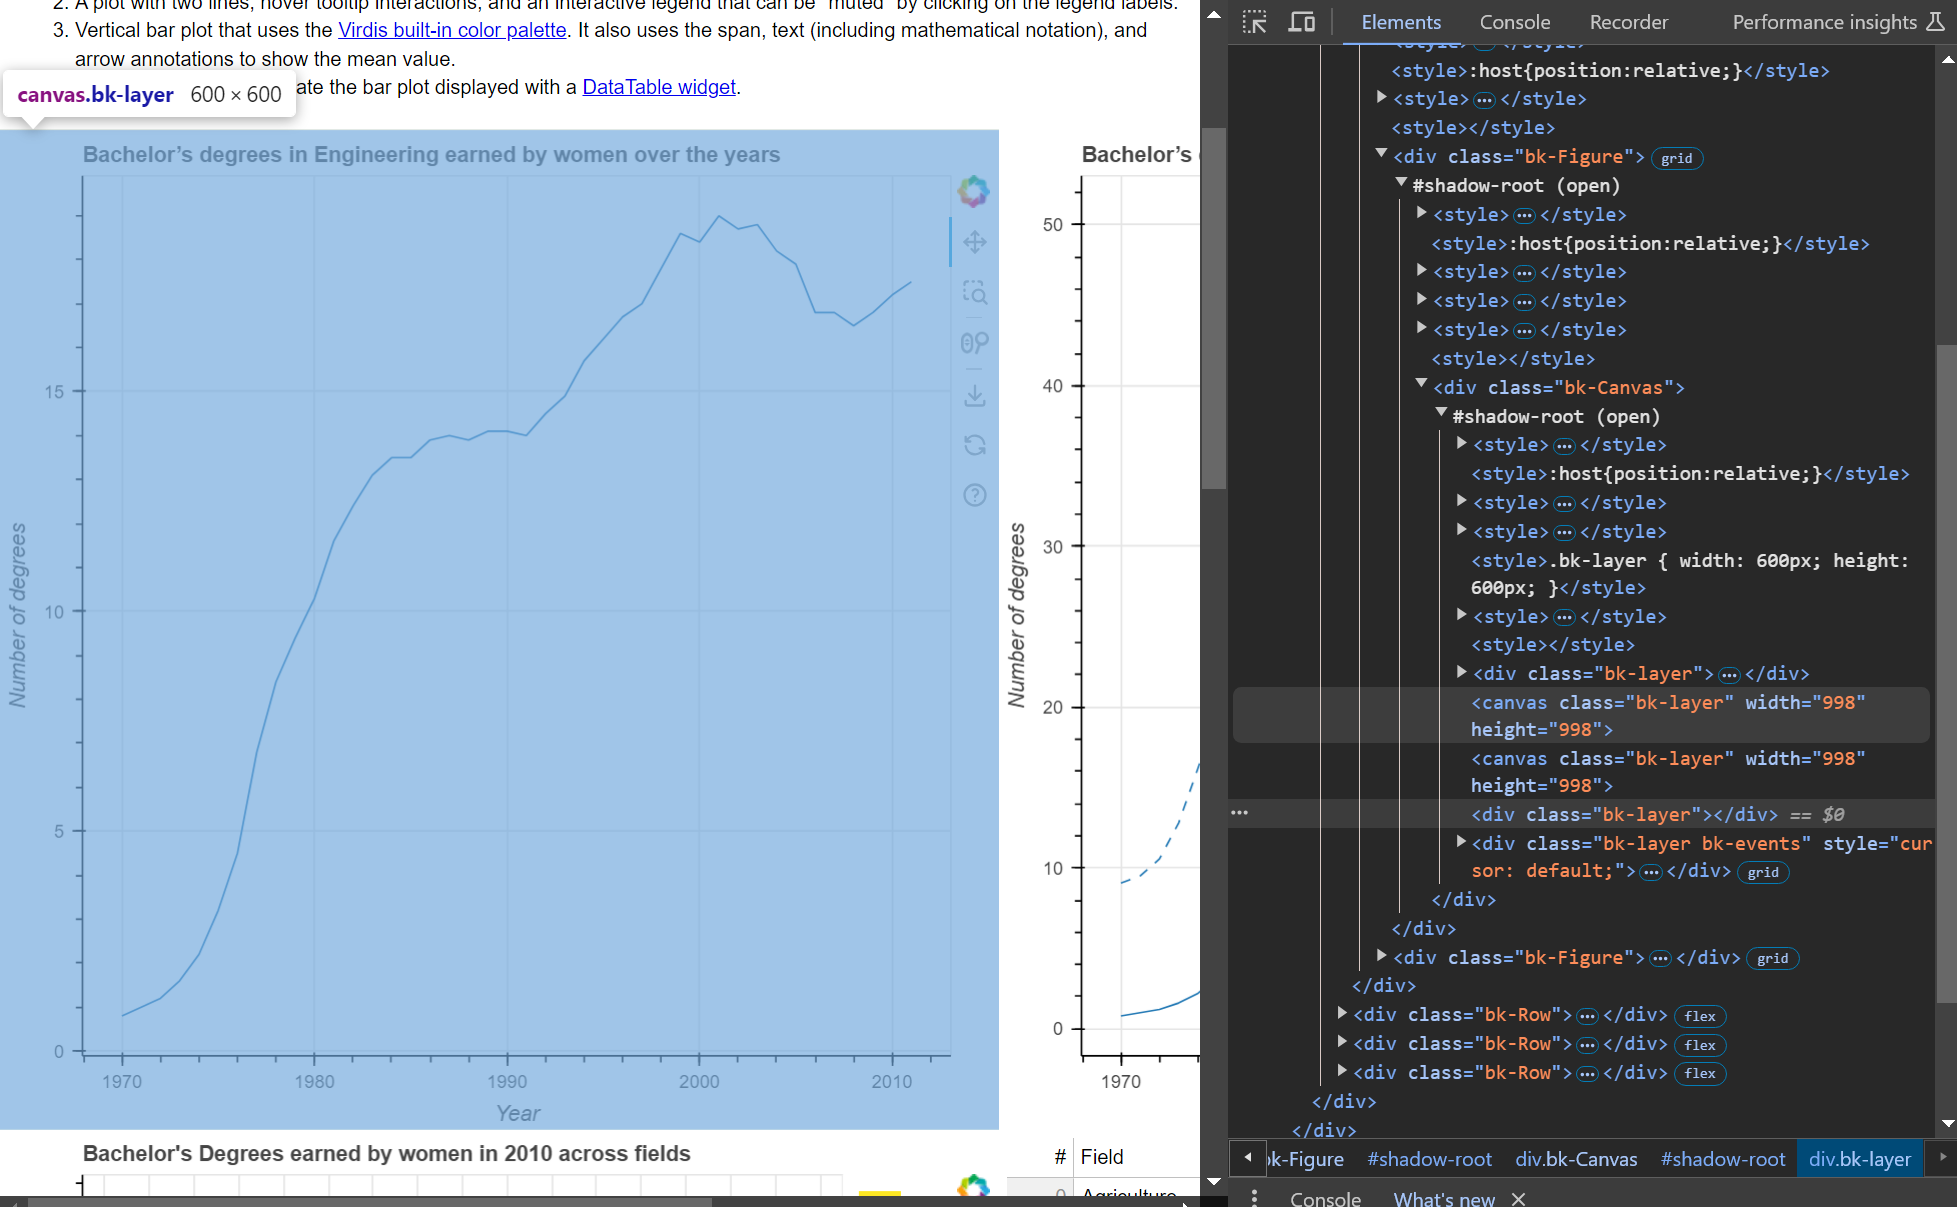 2. A plot with two lines, hover tooltip interactions, and an interactive legend that can be "muted" by clicking on the legend labels.
3. Vertical bar plot that uses the Virdis built-in color palette. It also uses the span, text (including mathematical notation), and
arrow annotations to show the mean value.
ate the bar plot displayed with a DataTable widget.
canvas.bk-layer 600 × 600
Bachelor’s degrees in Engineering earned by women over the years
15
10
5
0
Number of degrees
1970 1980 1990 2000 2010
Year
Bachelor’s
50
40
30
20
10
0
Number of degrees
1970
Bachelor's Degrees earned by women in 2010 across fields
# Field
0 Agriculture
Elements Console Recorder Performance insights
<style> ⋯ </style>
<style>:host{position:relative;}</style>
<style> ⋯ </style>
<style></style>
<div class="bk-Figure"> grid
#shadow-root (open)
<style> ⋯ </style>
<style>:host{position:relative;}</style>
<style> ⋯ </style>
<style> ⋯ </style>
<style> ⋯ </style>
<style></style>
<div class="bk-Canvas">
#shadow-root (open)
<style> ⋯ </style>
<style>:host{position:relative;}</style>
<style> ⋯ </style>
<style> ⋯ </style>
<style>.bk-layer { width: 600px; height:
600px; }</style>
<style> ⋯ </style>
<style></style>
<div class="bk-layer"> ⋯ </div>
<canvas class="bk-layer" width="998"
height="998">
<canvas class="bk-layer" width="998"
height="998">
<div class="bk-layer"></div> == $0
<div class="bk-layer bk-events" style="cur
sor: default;"> ⋯ </div> grid
</div>
</div>
<div class="bk-Figure"> ⋯ </div> grid
</div>
<div class="bk-Row"> ⋯ </div> flex
<div class="bk-Row"> ⋯ </div> flex
<div class="bk-Row"> ⋯ </div> flex
</div>
</div>
bk-Figure #shadow-root div.bk-Canvas #shadow-root div.bk-layer
Console What's new